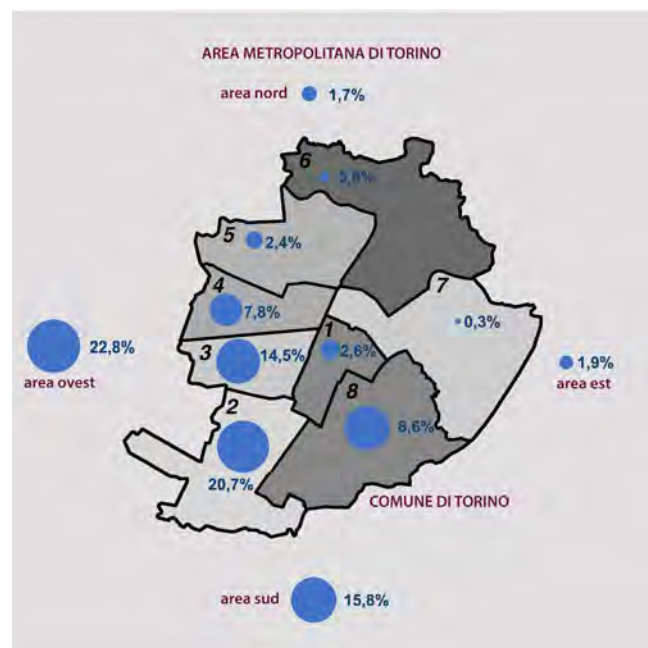 AREA METROPOLITANA DI TORINO
area nord 1,7%
6
5
2,4%
4
7,8%
7
0,3%
1
2,6%
3
14,5%
22,8%
area ovest
1,9%
area est
8
8,6%
2
20,7%
COMUNE DI TORINO
area sud 15,8%